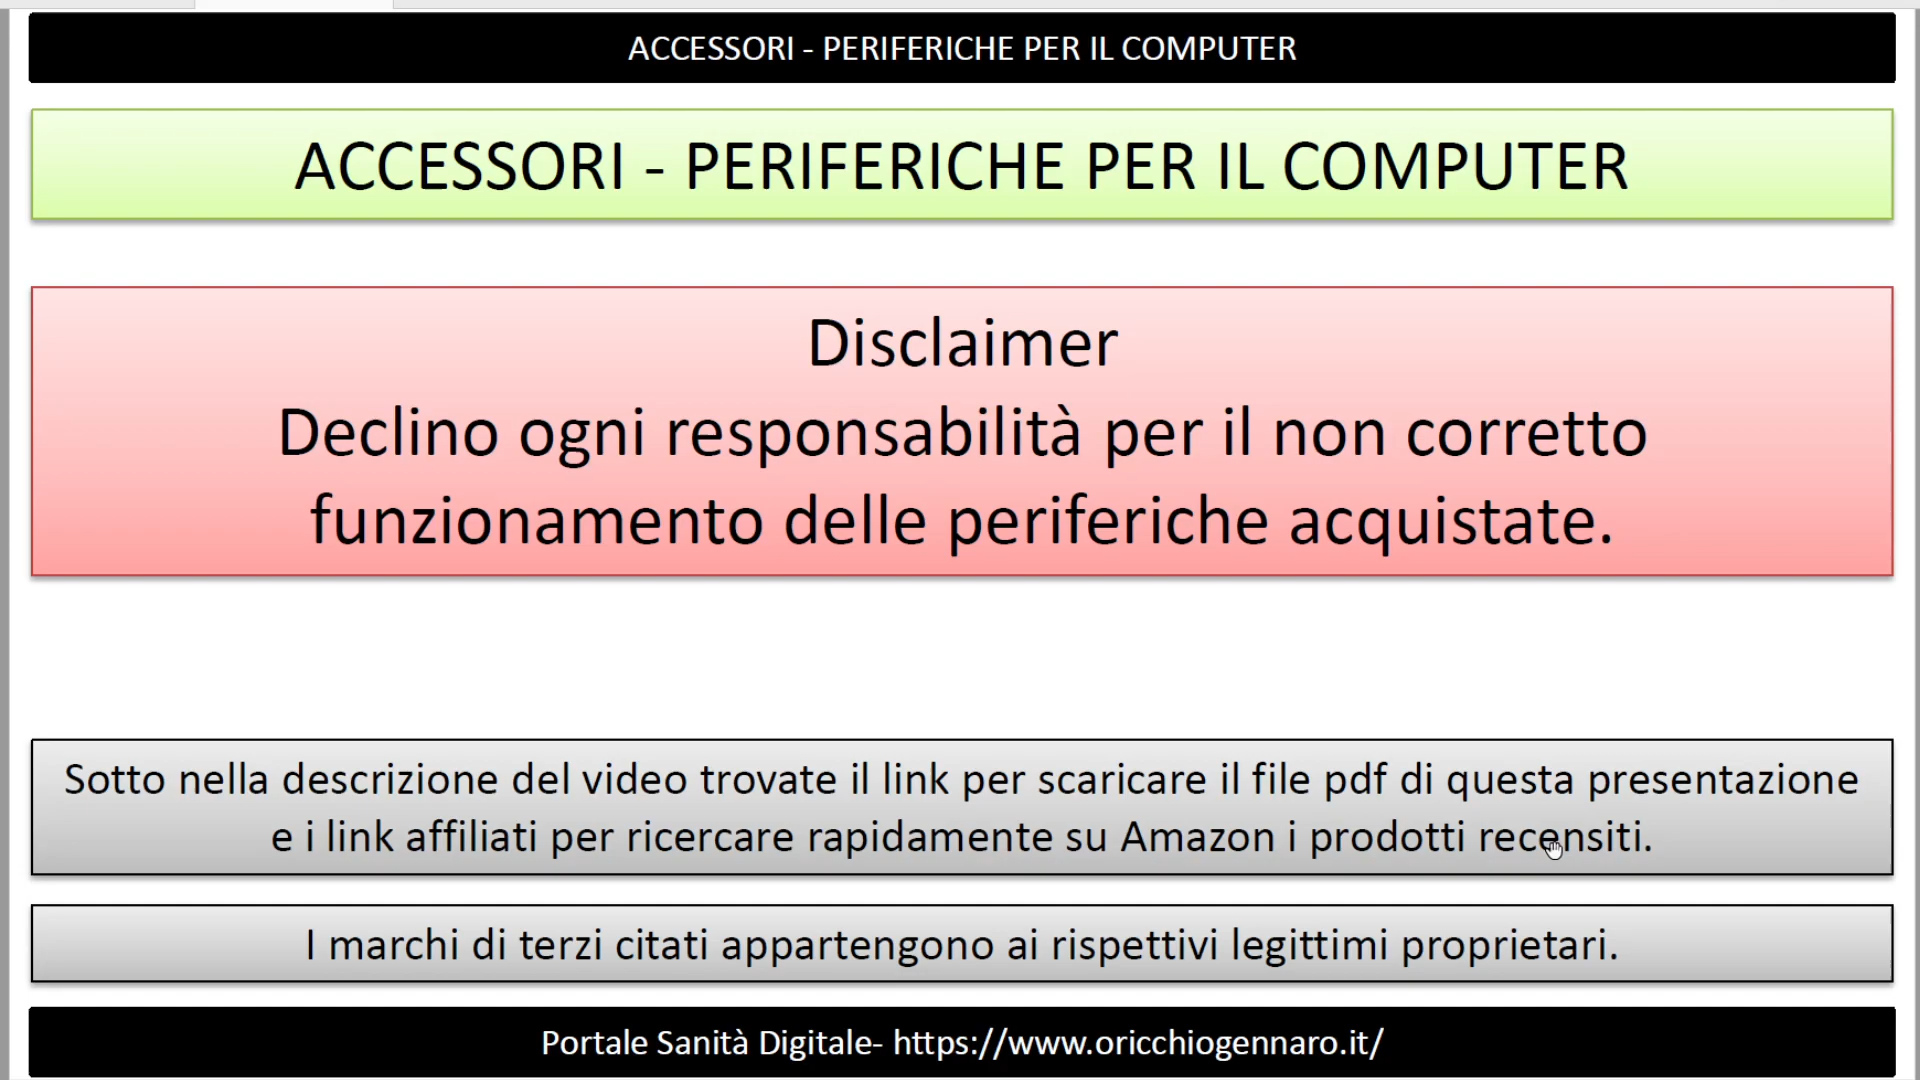 ACCESSORI - PERIFERICHE PER IL COMPUTER
ACCESSORI - PERIFERICHE PER IL COMPUTER
Disclaimer
Declino ogni responsabilità per il non corretto
funzionamento delle periferiche acquistate.
Sotto nella descrizione del video trovate il link per scaricare il file pdf di questa presentazione
e i link affiliati per ricercare rapidamente su Amazon i prodotti recensiti.
I marchi di terzi citati appartengono ai rispettivi legittimi proprietari.
Portale Sanità Digitale- https://www.oricchiogennaro.it/